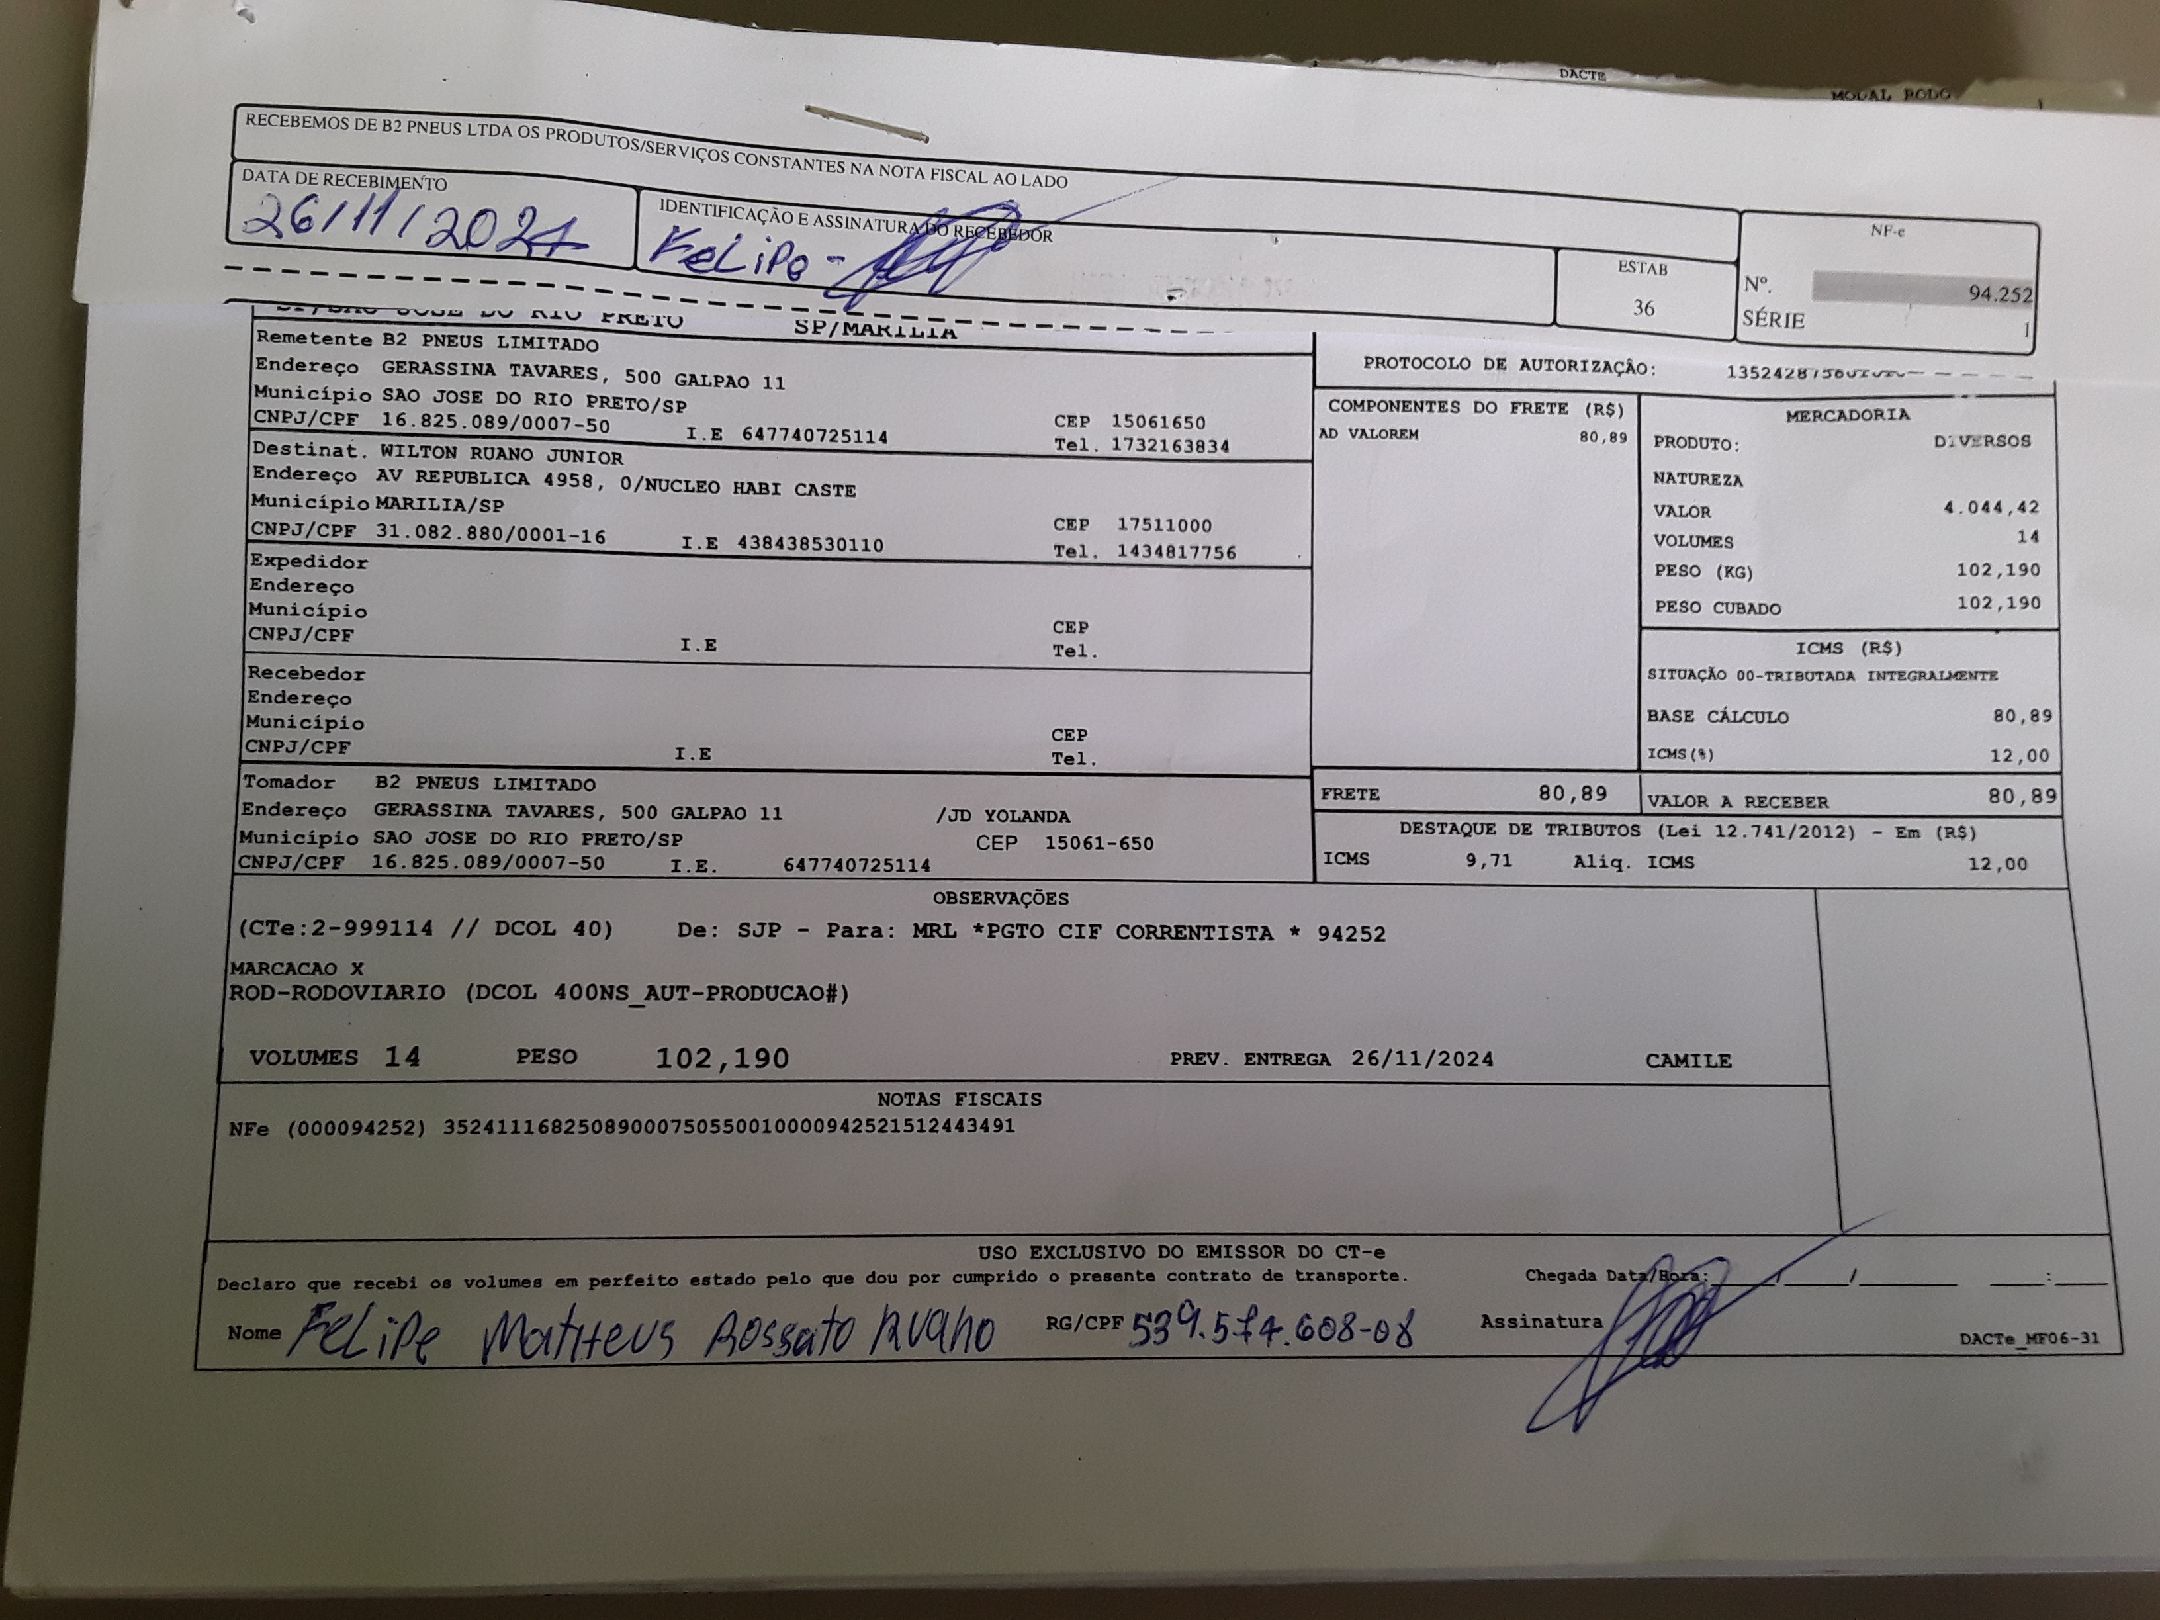 DACTE
MODAL RODO
RECEBEMOS DE B2 PNEUS LTDA OS PRODUTOS/SERVIÇOS CONSTANTES NA NOTA FISCAL AO LADO
DATA DE RECEBIMENTO
26/11/2024
IDENTIFICAÇÃO E ASSINATURA DO RECEBEDOR
Felipe -
ESTAB
36
NF-e
Nº. 94.252
SÉRIE 1
SP/SAO JOSE DO RIO PRETO SP/MARILIA
Remetente B2 PNEUS LIMITADO
Endereço GERASSINA TAVARES, 500 GALPAO 11
Município SAO JOSE DO RIO PRETO/SP
CEP 15061650
CNPJ/CPF 16.825.089/0007-50 I.E 647740725114 Tel. 1732163834
Destinat. WILTON RUANO JUNIOR
Endereço AV REPUBLICA 4958, 0/NUCLEO HABI CASTE
Município MARILIA/SP CEP 17511000
CNPJ/CPF 31.082.880/0001-16 I.E 438438530110 Tel. 1434817756
Expedidor
Endereço
Município CEP
CNPJ/CPF I.E Tel.
Recebedor
Endereço
Município CEP
CNPJ/CPF I.E Tel.
Tomador B2 PNEUS LIMITADO
Endereço GERASSINA TAVARES, 500 GALPAO 11 /JD YOLANDA
Município SAO JOSE DO RIO PRETO/SP CEP 15061-650
CNPJ/CPF 16.825.089/0007-50 I.E. 647740725114
PROTOCOLO DE AUTORIZAÇÃO:
COMPONENTES DO FRETE (R$)
AD VALOREM 80,89
MERCADORIA
PRODUTO: DIVERSOS
NATUREZA
VALOR 4.044,42
VOLUMES 14
PESO (KG) 102,190
PESO CUBADO 102,190
ICMS (R$)
SITUAÇÃO 00-TRIBUTADA INTEGRALMENTE
BASE CÁLCULO 80,89
ICMS(%) 12,00
FRETE 80,89 VALOR A RECEBER 80,89
DESTAQUE DE TRIBUTOS (Lei 12.741/2012) - Em (R$)
ICMS 9,71 Aliq. ICMS 12,00
OBSERVAÇÕES
(CTe:2-999114 // DCOL 40) De: SJP - Para: MRL *PGTO CIF CORRENTISTA * 94252
MARCACAO X
ROD-RODOVIARIO (DCOL 400NS_AUT-PRODUCAO#)
VOLUMES 14 PESO 102,190 PREV. ENTREGA 26/11/2024 CAMILE
NOTAS FISCAIS
NFe (000094252) 35241116825089000750550010000942521512443491
USO EXCLUSIVO DO EMISSOR DO CT-e
Declaro que recebi os volumes em perfeito estado pelo que dou por cumprido o presente contrato de transporte. Chegada Data/Hora: / / :
Nome Felipe Matheus Rossato Ruano RG/CPF 539.574.608-08 Assinatura
DACTe_MF06-31